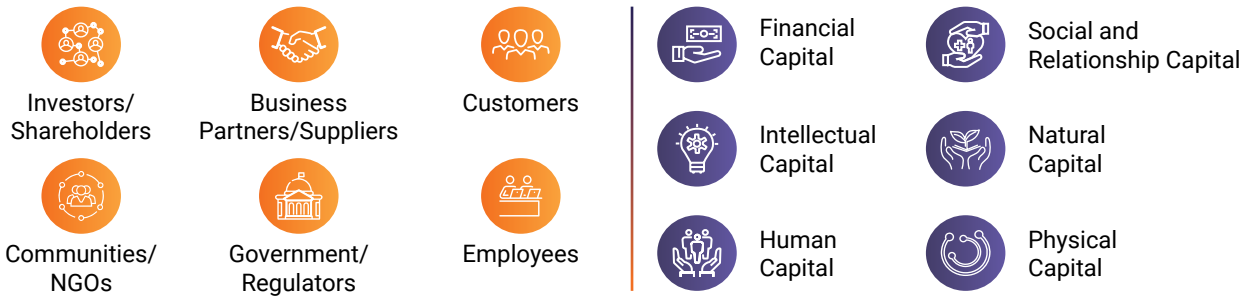 Investors/
Shareholders
Business
Partners/Suppliers
Customers
Communities/
NGOs
Government/
Regulators
Employees
Financial
Capital
Social and
Relationship Capital
Intellectual
Capital
Natural
Capital
Human
Capital
Physical
Capital